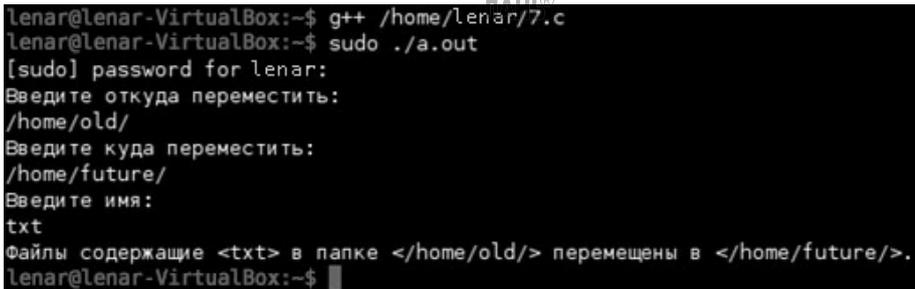 lenar@lenar-VirtualBox:~$ g++ /home/lenar/7.c
lenar@lenar-VirtualBox:~$ sudo ./a.out
[sudo] password for lenar:
Введите откуда переместить:
/home/old/
Введите куда переместить:
/home/future/
Введите имя:
txt
Файлы содержащие <txt> в папке </home/old/> перемещены в </home/future/>.
lenar@lenar-VirtualBox:~$